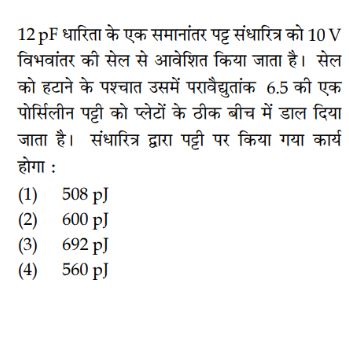 12 pF धारिता के एक समानांतर पट्ट संधारित्र को 10 V
विभवांतर की सेल से आवेशित किया जाता है। सेल
को हटाने के पश्चात उसमें परावैद्युतांक 6.5 की एक
पोर्सिलीन पट्टी को प्लेटों के ठीक बीच में डाल दिया
जाता है। संधारित्र द्वारा पट्टी पर किया गया कार्य
होगा :
(1) 508 pJ
(2) 600 pJ
(3) 692 pJ
(4) 560 pJ